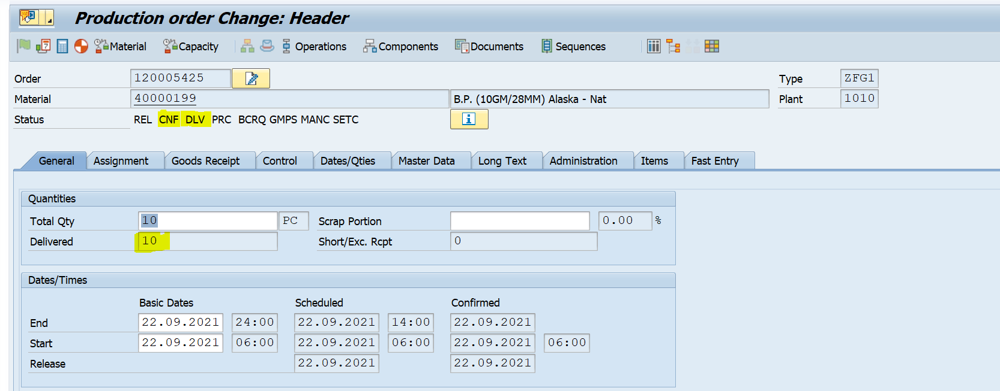 Production order Change: Header
Material Capacity Operations Components Documents Sequences
Order 120005425 Type ZFG1
Material 40000199 B.P. (10GM/28MM) Alaska - Nat Plant 1010
Status REL CNF DLV PRC BCRQ GMPS MANC SETC
General Assignment Goods Receipt Control Dates/Qties Master Data Long Text Administration Items Fast Entry
Quantities
Total Qty 10 PC Scrap Portion 0.00 %
Delivered 10 Short/Exc. Rcpt 0
Dates/Times
Basic Dates Scheduled Confirmed
End 22.09.2021 24:00 22.09.2021 14:00 22.09.2021
Start 22.09.2021 06:00 22.09.2021 06:00 22.09.2021 06:00
Release 22.09.2021 22.09.2021